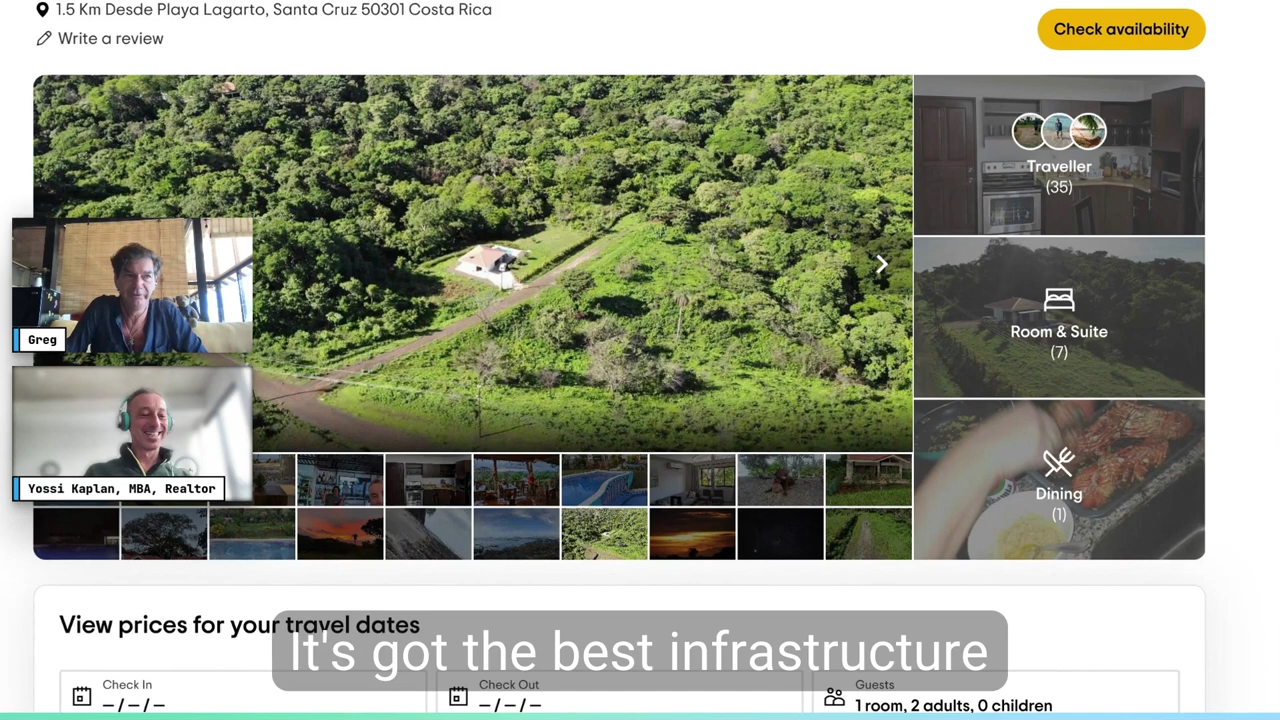 1.5 Km Desde Playa Lagarto, Santa Cruz 50301 Costa Rica
Write a review
Check availability
Traveller
(35)
Room & Suite
(7)
Dining
(1)
Greg
Yossi Kaplan, MBA, Realtor
View prices for your travel dates
It's got the best infrastructure
Check In
– / – / –
Check Out
– / – / –
Guests
1 room, 2 adults, 0 children